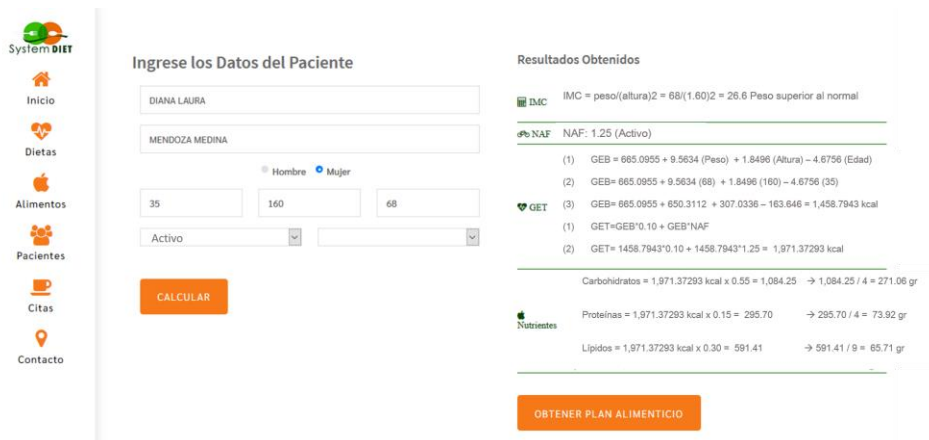 System DIET
Inicio
Dietas
Alimentos
Pacientes
Citas
Contacto
Ingrese los Datos del Paciente
DIANA LAURA
MENDOZA MEDINA
Hombre Mujer
35 160 68
Activo
CALCULAR
Resultados Obtenidos
IMC IMC = peso/(altura)2 = 68/(1.60)2 = 26.6 Peso superior al normal
NAF NAF: 1.25 (Activo)
(1) GEB = 665.0955 + 9.5634 (Peso) + 1.8496 (Altura) – 4.6756 (Edad)
(2) GEB= 665.0955 + 9.5634 (68) + 1.8496 (160) – 4.6756 (35)
GET (3) GEB= 665.0955 + 650.3112 + 307.0336 – 163.646 = 1,458.7943 kcal
(1) GET=GEB*0.10 + GEB*NAF
(2) GET= 1458.7943*0.10 + 1458.7943*1.25 = 1,971.37293 kcal
Carbohidratos = 1,971.37293 kcal x 0.55 = 1,084.25 → 1,084.25 / 4 = 271.06 gr
Nutrientes Proteínas = 1,971.37293 kcal x 0.15 = 295.70 → 295.70 / 4 = 73.92 gr
Lípidos = 1,971.37293 kcal x 0.30 = 591.41 → 591.41 / 9 = 65.71 gr
OBTENER PLAN ALIMENTICIO